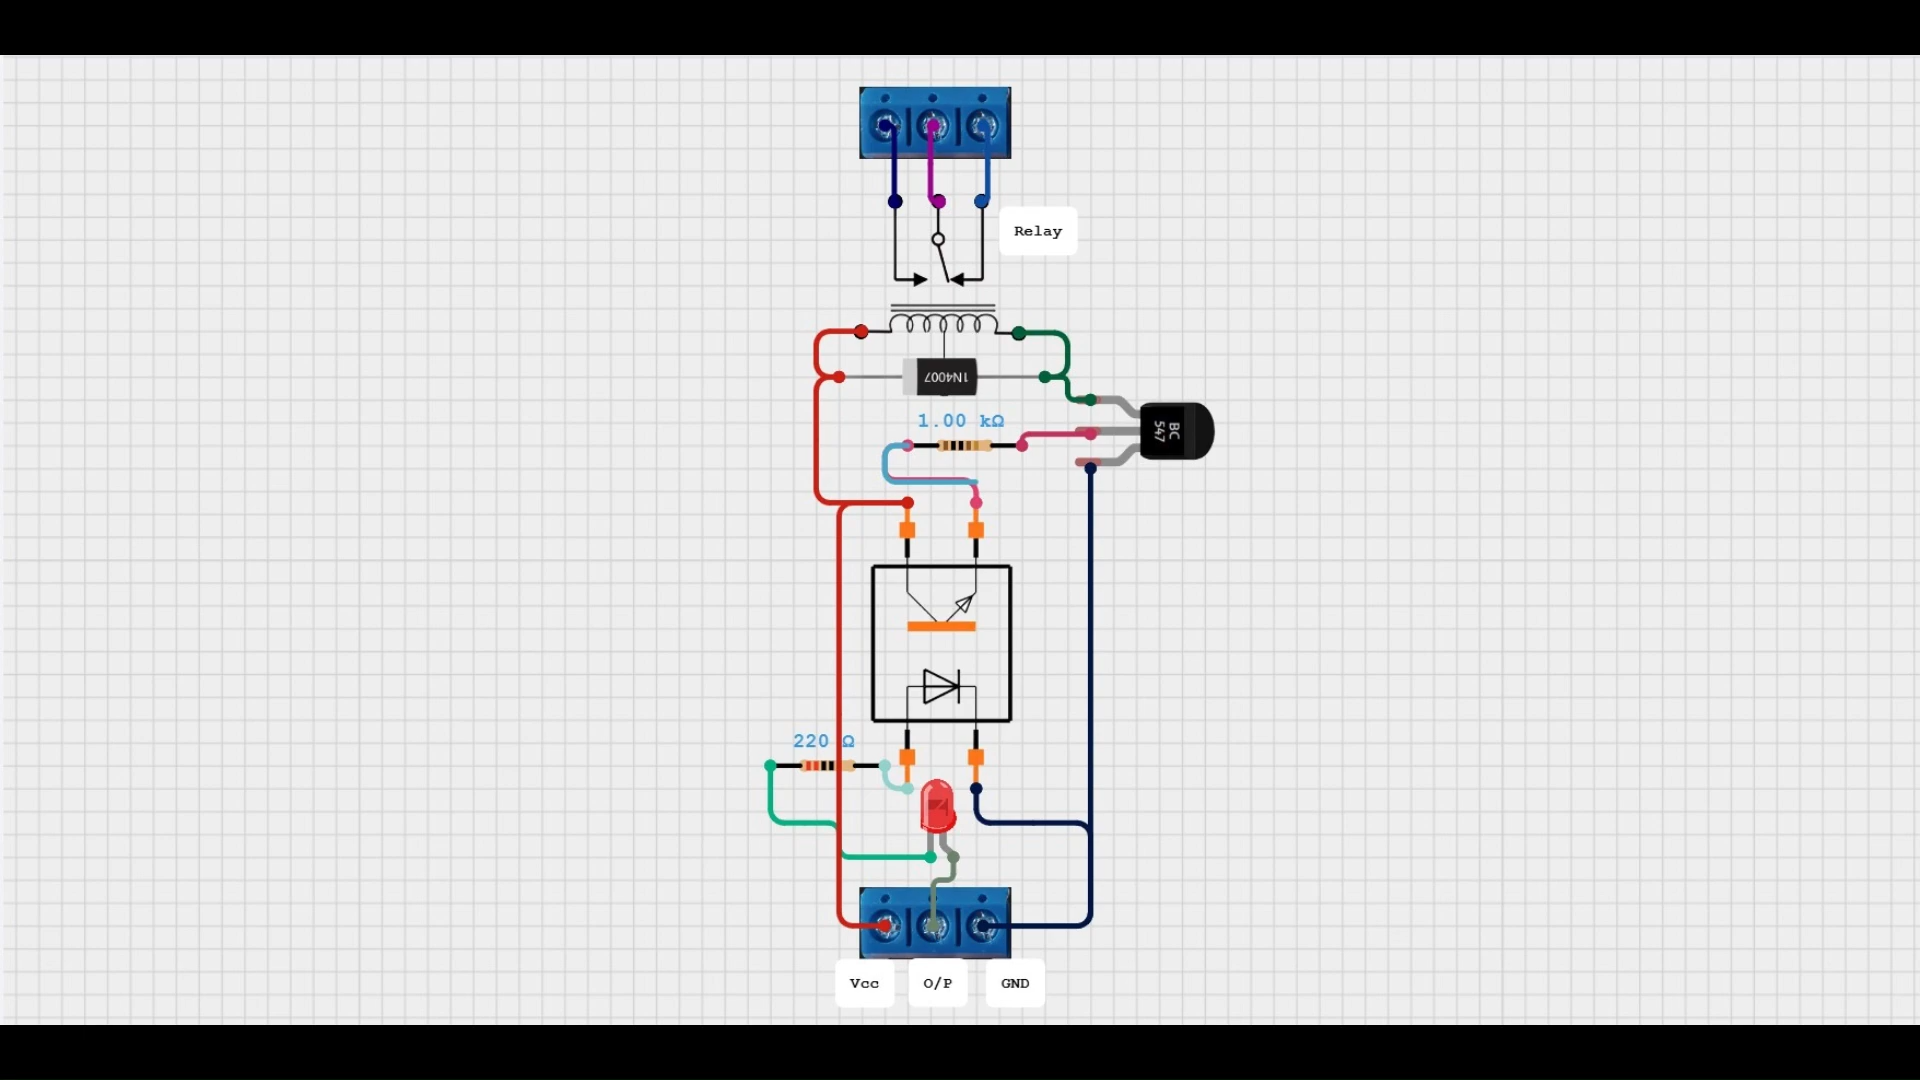 Relay
1N4007
1.00 kΩ
BC
547
220 Ω
Vcc
O/P
GND